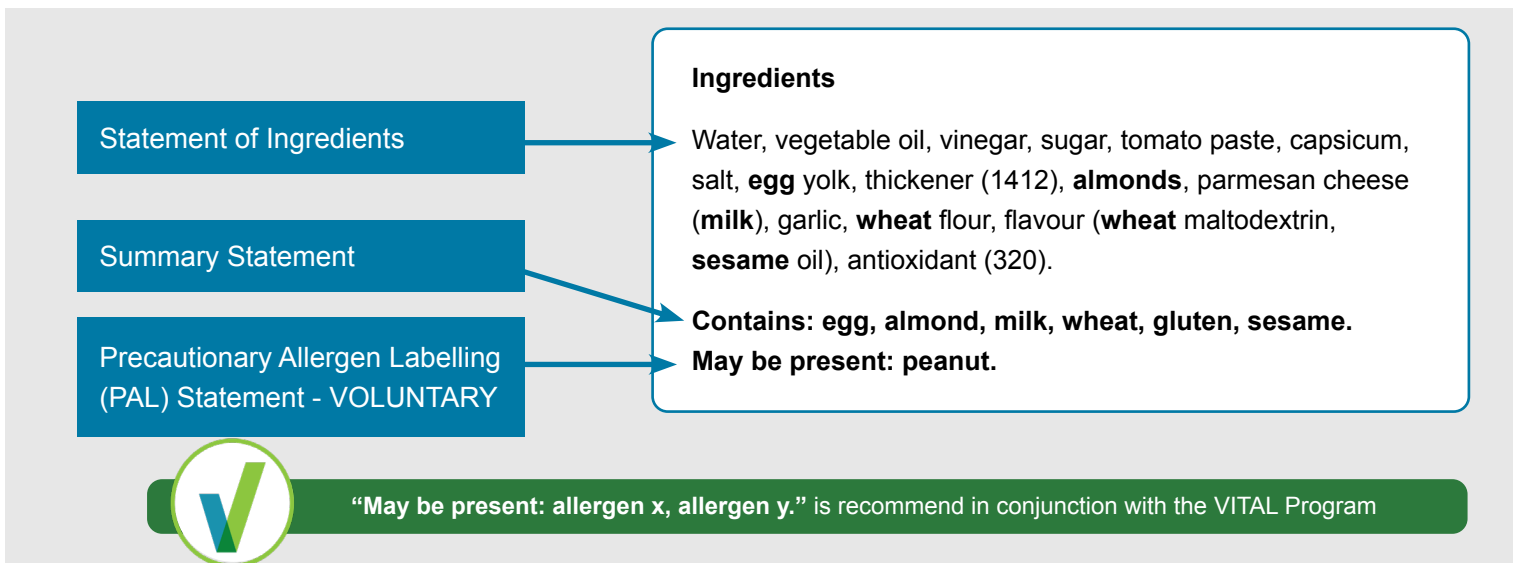 Statement of Ingredients
Summary Statement
Precautionary Allergen Labelling
(PAL) Statement - VOLUNTARY
Ingredients
Water, vegetable oil, vinegar, sugar, tomato paste, capsicum,
salt, egg yolk, thickener (1412), almonds, parmesan cheese
(milk), garlic, wheat flour, flavour (wheat maltodextrin,
sesame oil), antioxidant (320).
Contains: egg, almond, milk, wheat, gluten, sesame.
May be present: peanut.
“May be present: allergen x, allergen y.” is recommend in conjunction with the VITAL Program